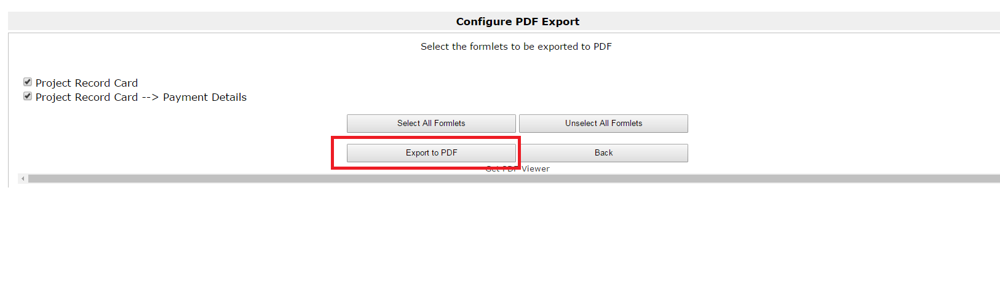 Configure PDF Export
Select the formlets to be exported to PDF
Project Record Card
Project Record Card --> Payment Details
Select All Formlets Unselect All Formlets
Export to PDF Back
Get PDF Viewer